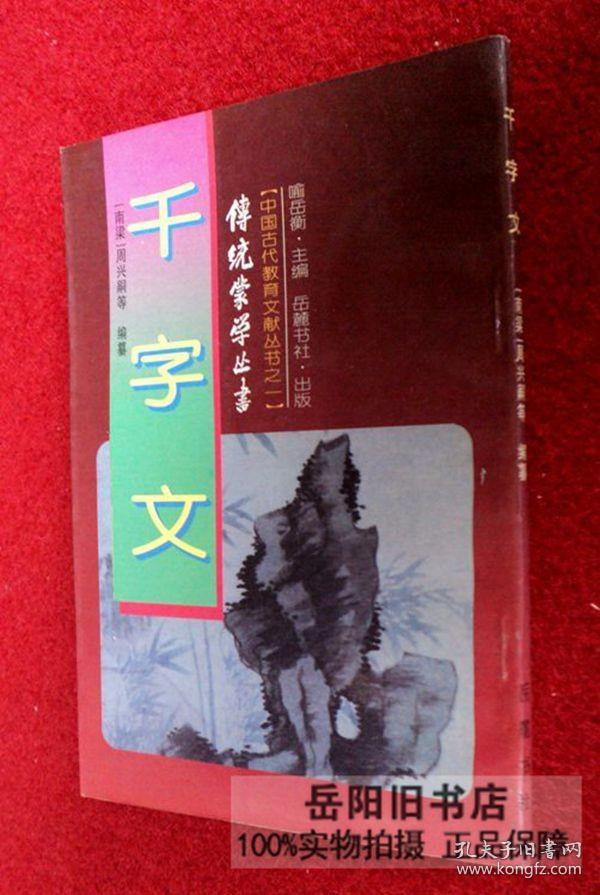 千字文
[南梁]周兴嗣等 编纂
傳统蒙学丛書
【中国古代教育文献丛书之一】
喻岳衡·主编 岳麓书社·出版
千字文
[南梁]周兴嗣等 编纂
岳阳旧书店
100%实物拍摄 正品保障
孔夫子旧書网
www.kongfz.com